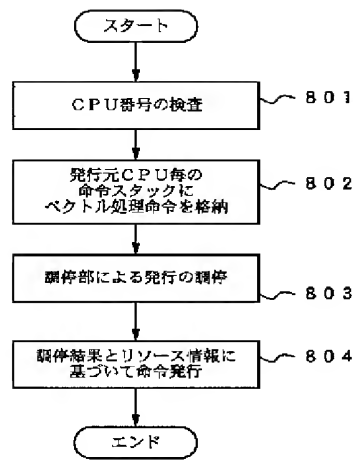 スタート
CPU番号の検査
801
発行元CPU毎の
命令スタックに
ベクトル処理命令を格納
802
調停部による発行の調停
803
調停結果とリソース情報に
基づいて命令発行
804
エンド